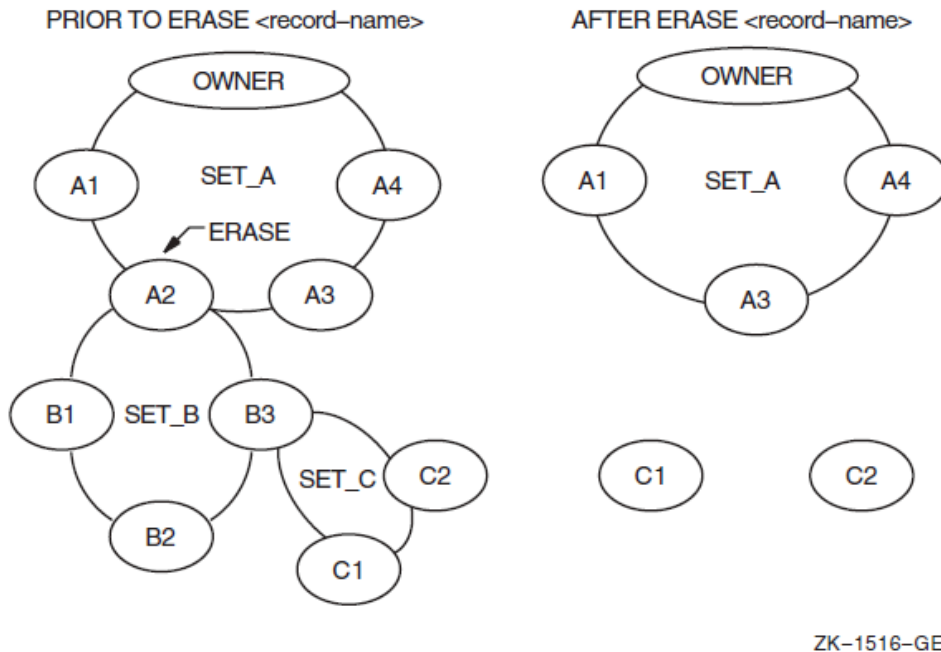 PRIOR TO ERASE <record–name>
AFTER ERASE <record–name>
OWNER
A1
SET_A
A4
ERASE
A2
A3
B1
SET_B
B3
SET_C
C2
B2
C1
OWNER
A1
SET_A
A4
A3
C1
C2
ZK–1516–GE